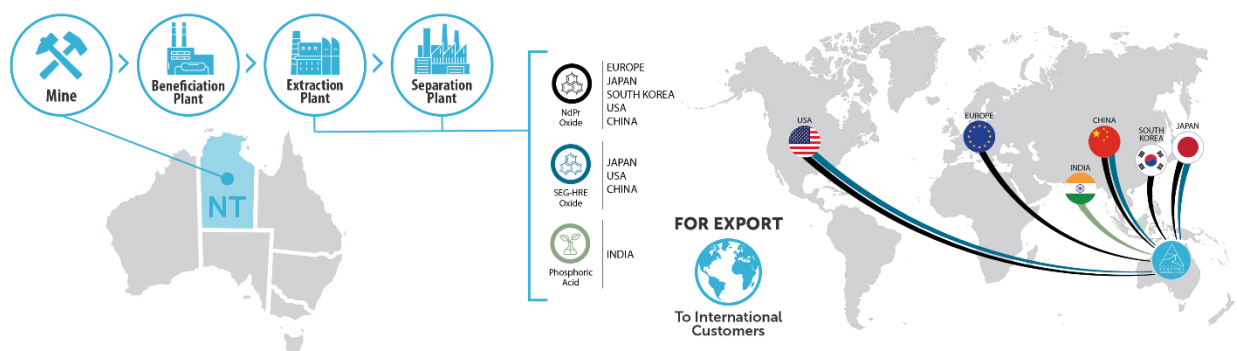 Mine
Beneficiation
Plant
Extraction
Plant
Separation
Plant
NT
NdPr
Oxide
EUROPE
JAPAN
SOUTH KOREA
USA
CHINA
SEG-HRE
Oxide
JAPAN
USA
CHINA
Phosphoric
Acid
INDIA
FOR EXPORT
To International
Customers
USA
EUROPE
INDIA
CHINA
SOUTH
KOREA
JAPAN